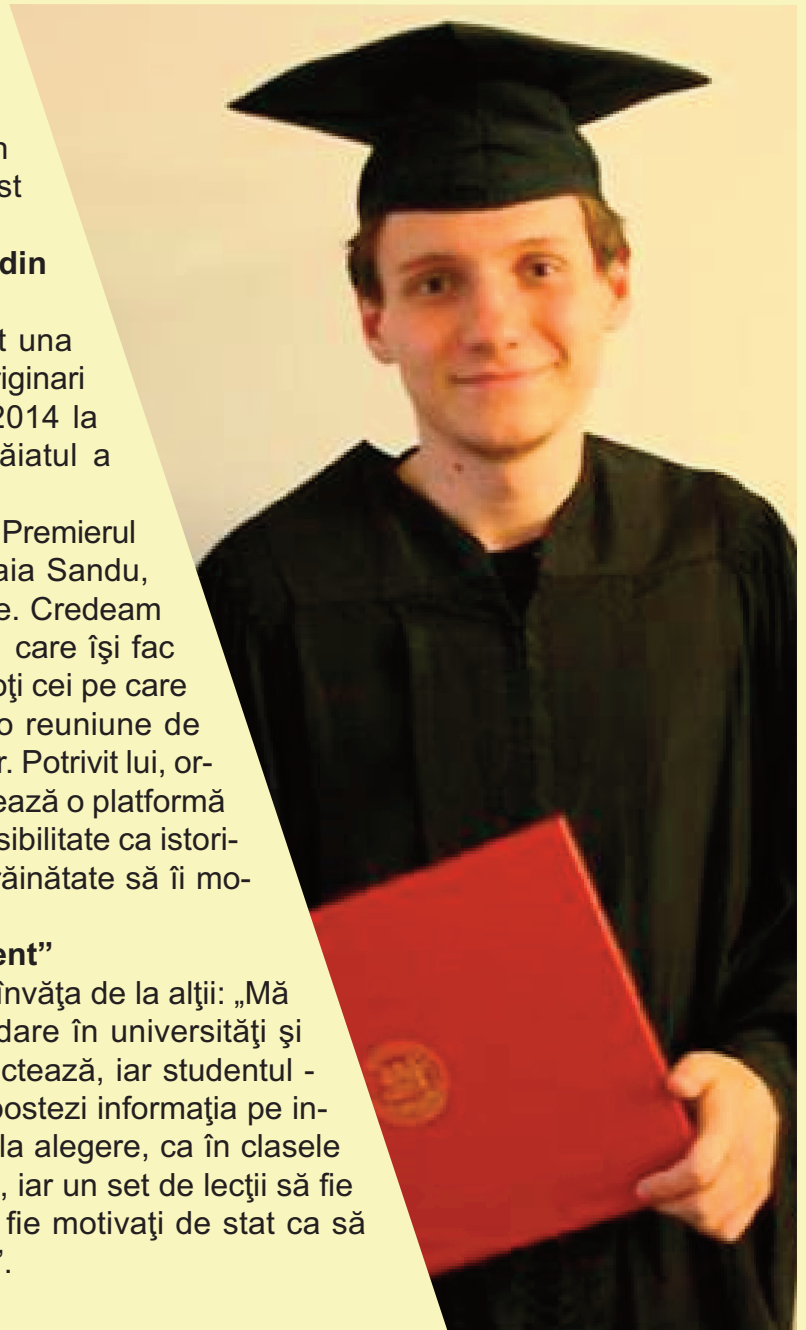 n
st
din
t una
riginari
2014 la
ăiatul a
Premierul
aia Sandu,
e. Credeam
care îşi fac
oţi cei pe care
o reuniune de
r. Potrivit lui, or-
ează o platformă
sibilitate ca istori-
răinătate să îi mo-
ent”
învăţa de la alţii: „Mă
dare în universităţi şi
ctează, iar studentul -
postezi informaţia pe in-
la alegere, ca în clasele
, iar un set de lecţii să fie
fie motivaţi de stat ca să
”.